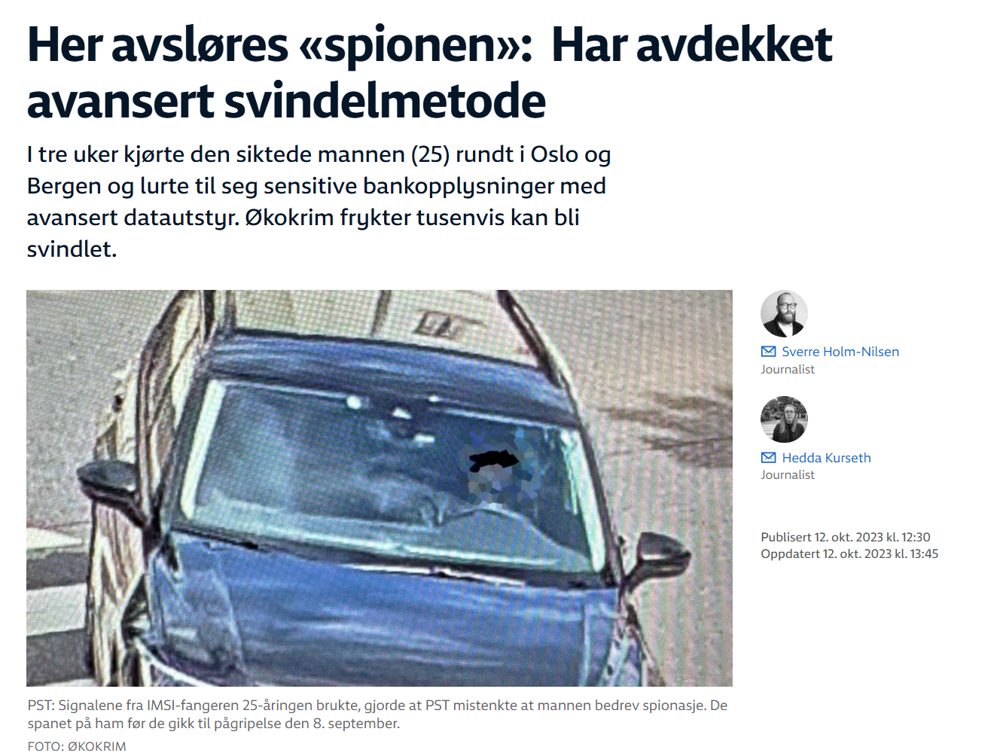 Her avsløres «spionen»: Har avdekket
avansert svindelmetode
I tre uker kjørte den siktede mannen (25) rundt i Oslo og
Bergen og lurte til seg sensitive bankopplysninger med
avansert datautstyr. Økokrim frykter tusenvis kan bli
svindlet.
Sverre Holm-Nilsen
Journalist
Hedda Kurseth
Journalist
Publisert 12. okt. 2023 kl. 12:30
Oppdatert 12. okt. 2023 kl. 13:45
PST: Signalene fra IMSI-fangeren 25-åringen brukte, gjorde at PST mistenkte at mannen bedrev spionasje. De
spanet på ham før de gikk til pågripelse den 8. september.
FOTO: ØKOKRIM